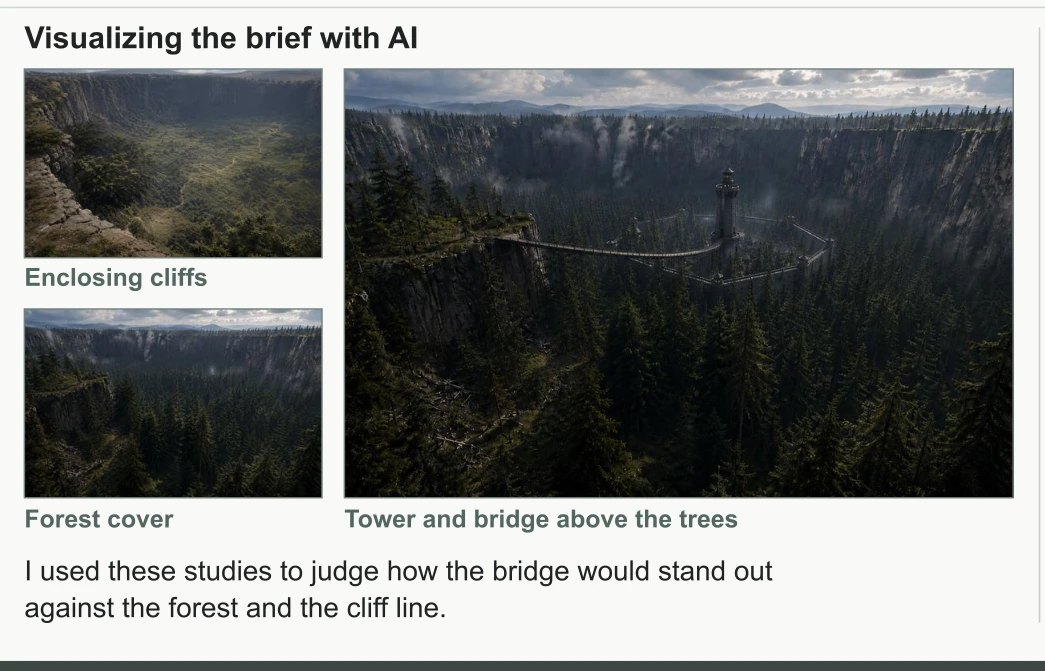 Visualizing the brief with AI
Enclosing cliffs
Forest cover
Tower and bridge above the trees
I used these studies to judge how the bridge would stand out
against the forest and the cliff line.